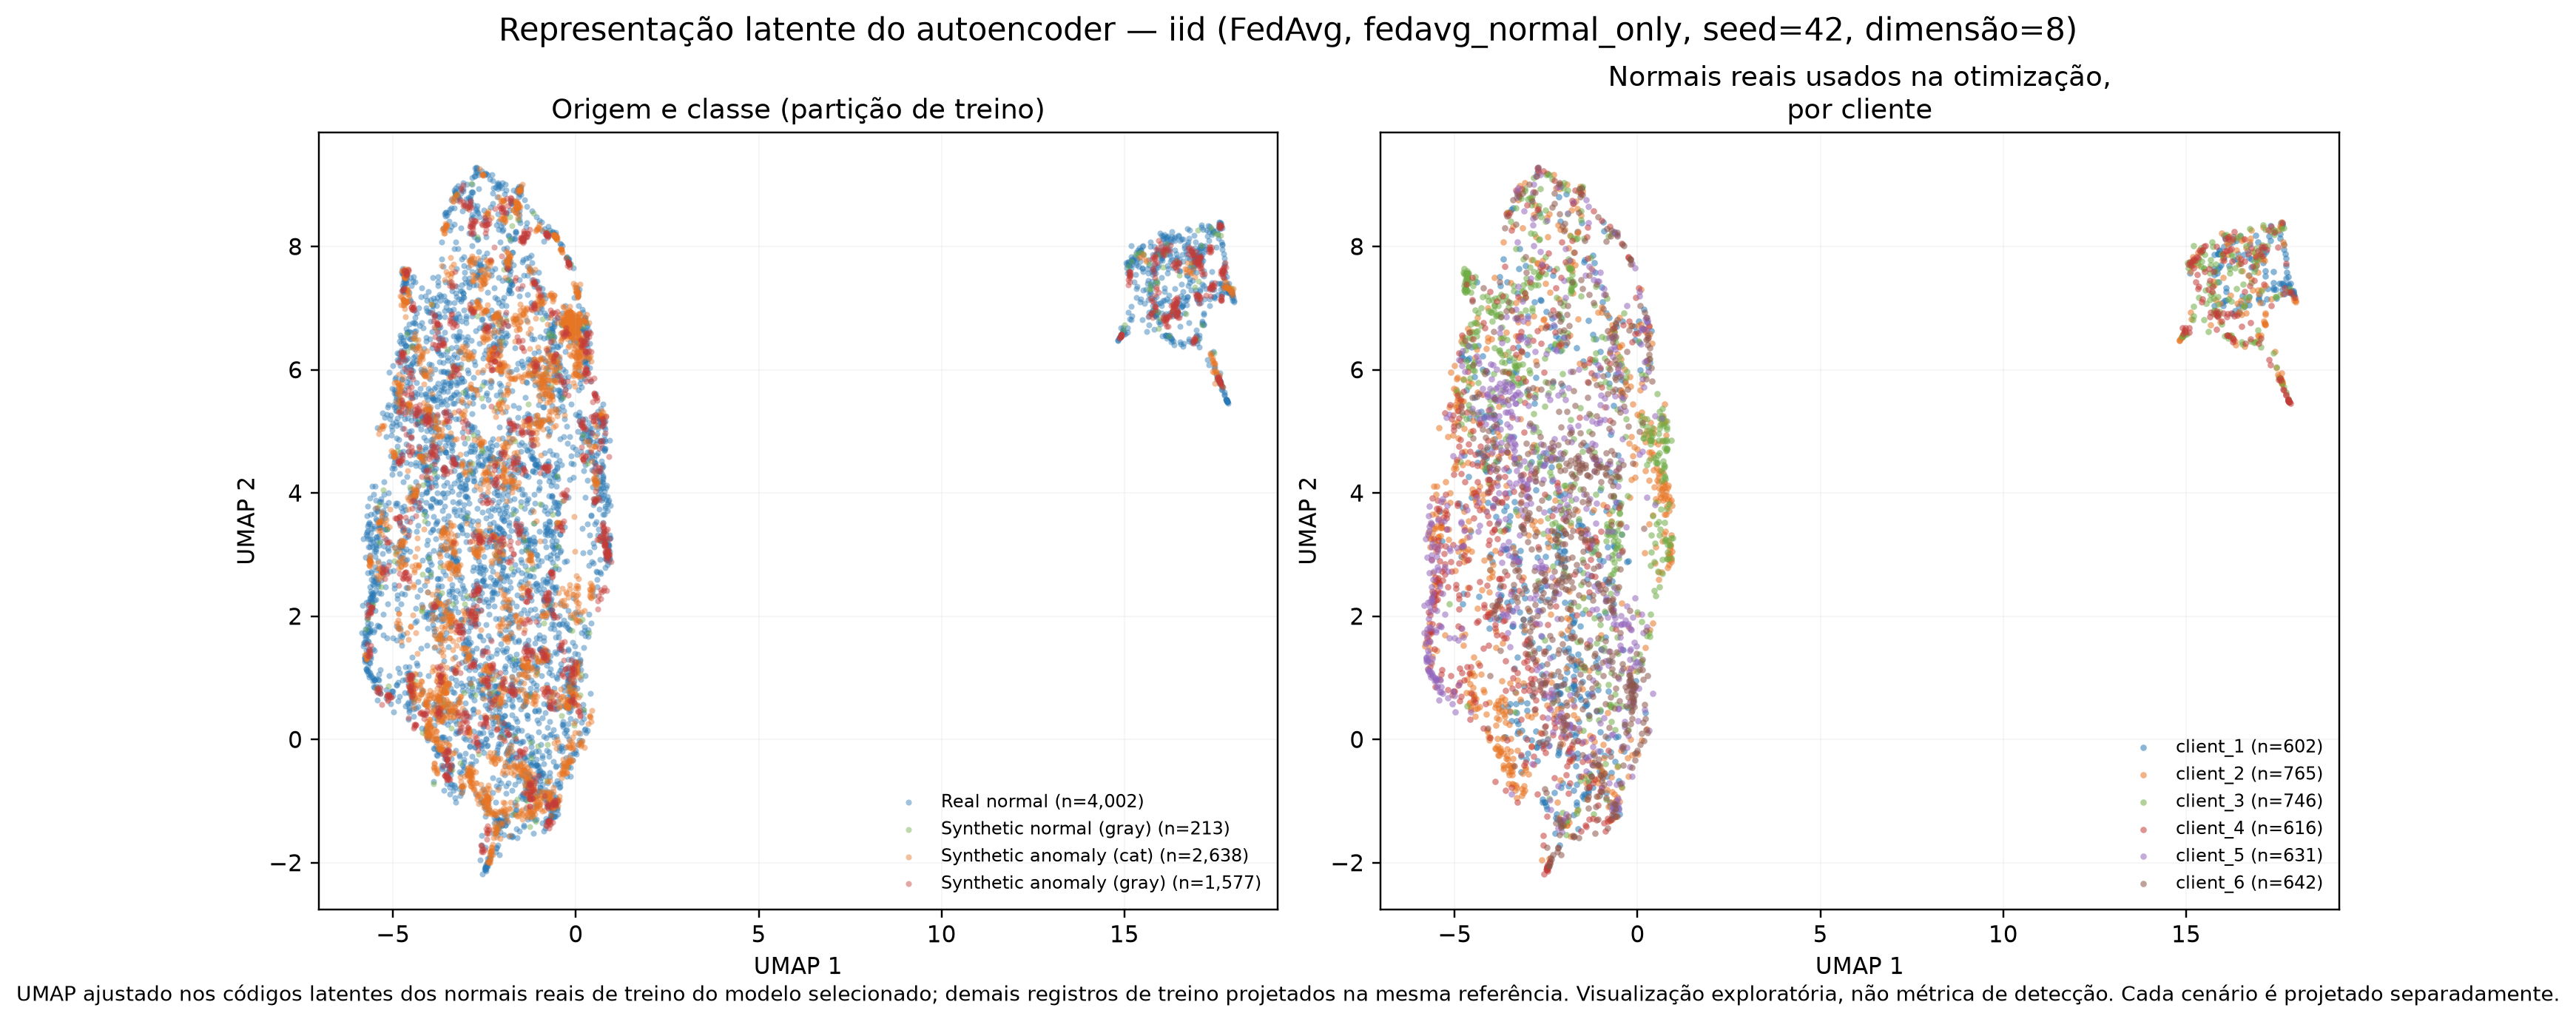 Representação latente do autoencoder — iid (FedAvg, fedavg_normal_only, seed=42, dimensão=8)
Origem e classe (partição de treino)
8
6
4
2
0
−2
UMAP 2
−5
0
5
10
15
UMAP 1
Real normal (n=4,002)
Synthetic normal (gray) (n=213)
Synthetic anomaly (cat) (n=2,638)
Synthetic anomaly (gray) (n=1,577)
Normais reais usados na otimização,
por cliente
8
6
4
2
0
−2
UMAP 2
−5
0
5
10
15
UMAP 1
client_1 (n=602)
client_2 (n=765)
client_3 (n=746)
client_4 (n=616)
client_5 (n=631)
client_6 (n=642)
UMAP ajustado nos códigos latentes dos normais reais de treino do modelo selecionado; demais registros de treino projetados na mesma referência. Visualização exploratória, não métrica de detecção. Cada cenário é projetado separadamente.